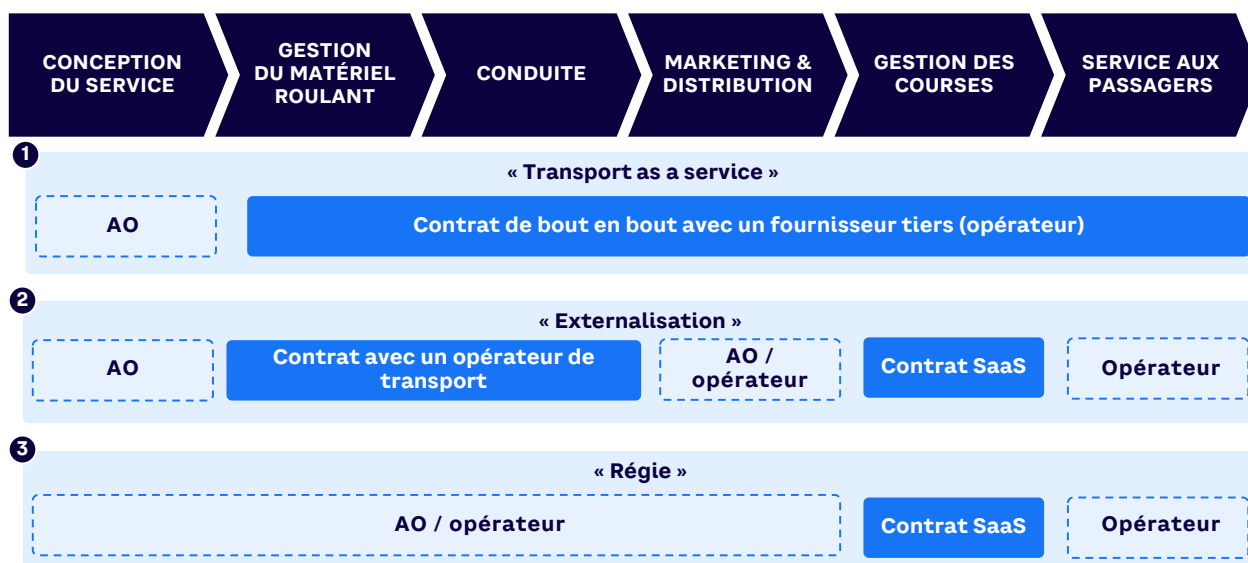 CONCEPTION
DU SERVICE
GESTION
DU MATÉRIEL
ROULANT
CONDUITE
MARKETING &
DISTRIBUTION
GESTION DES
COURSES
SERVICE AUX
PASSAGERS
1
« Transport as a service »
AO
Contrat de bout en bout avec un fournisseur tiers (opérateur)
2
« Externalisation »
AO
Contrat avec un opérateur de
transport
AO /
opérateur
Contrat SaaS
Opérateur
3
« Régie »
AO / opérateur
Contrat SaaS
Opérateur